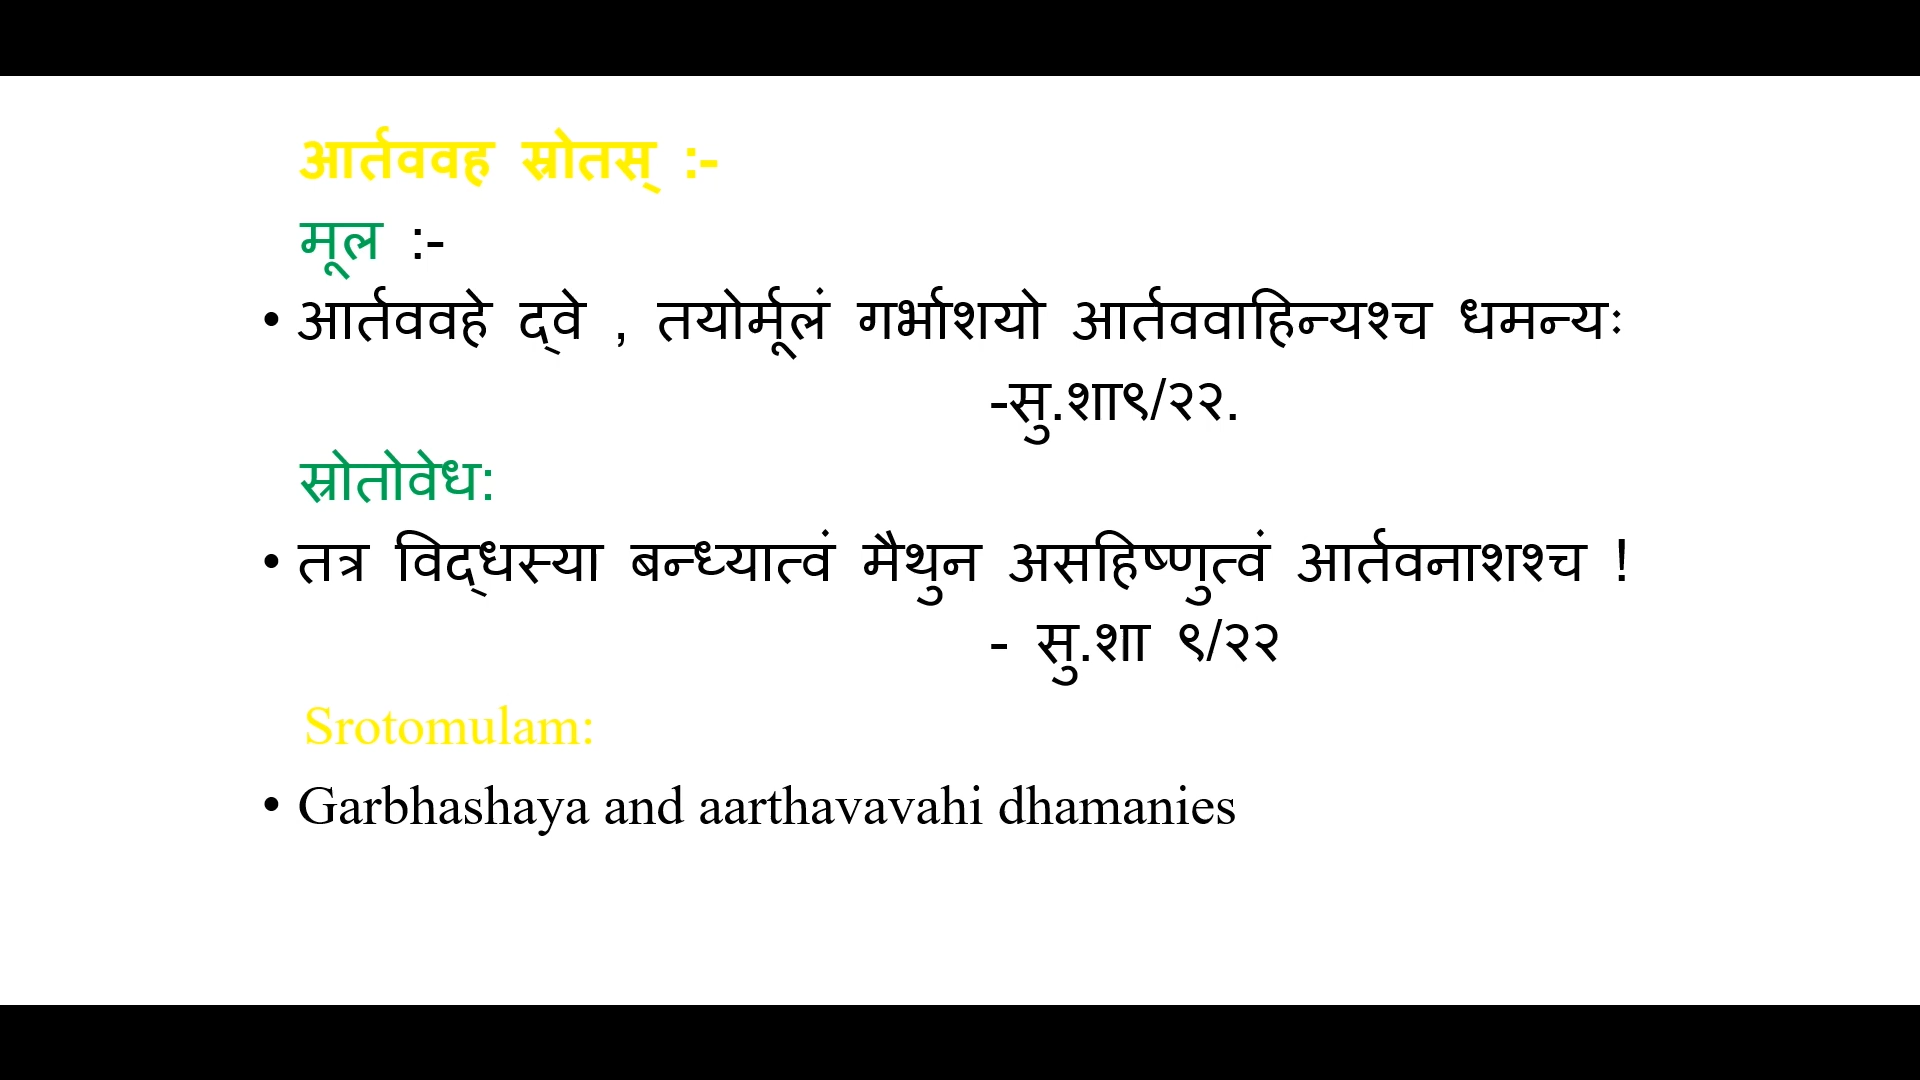 आर्तववह स्रोतस् :-
मूल :-
• आर्तववहे द्वे , तयोर्मूलं गर्भाशयो आर्तववाहिन्यश्च धमन्यः
-सु.शा९/२२.
स्रोतोवेध:
• तत्र विद्धस्या बन्ध्यात्वं मैथुन असहिष्णुत्वं आर्तवनाशश्च !
- सु.शा ९/२२
Srotomulam:
• Garbhashaya and aarthavavahi dhamanies